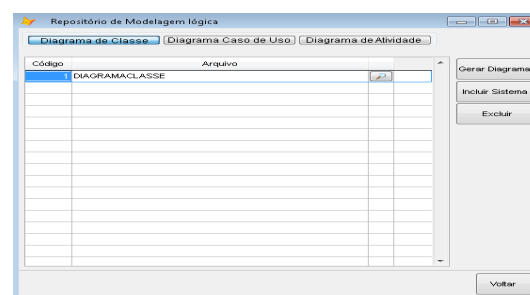 Repositório de Modelagem lógica
Diagrama de Classe Diagrama Caso de Uso Diagrama de Atividade
Código Arquivo
1 DIAGRAMACLASSE
Gerar Diagrama
Incluir Sistema
Excluir
Voltar